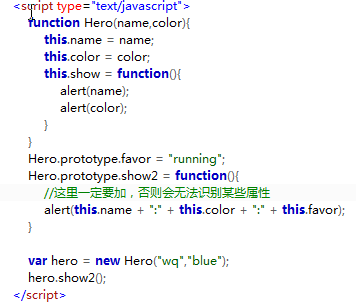 <script type="text/javascript">
function Hero(name,color){
this.name = name;
this.color = color;
this.show = function(){
alert(name);
alert(color);
}
}
Hero.prototype.favor = "running";
Hero.prototype.show2 = function(){
//这里一定要加，否则会无法识别某些属性
alert(this.name + ":" + this.color + ":" + this.favor);
}
var hero = new Hero("wq","blue");
hero.show2();
</script>